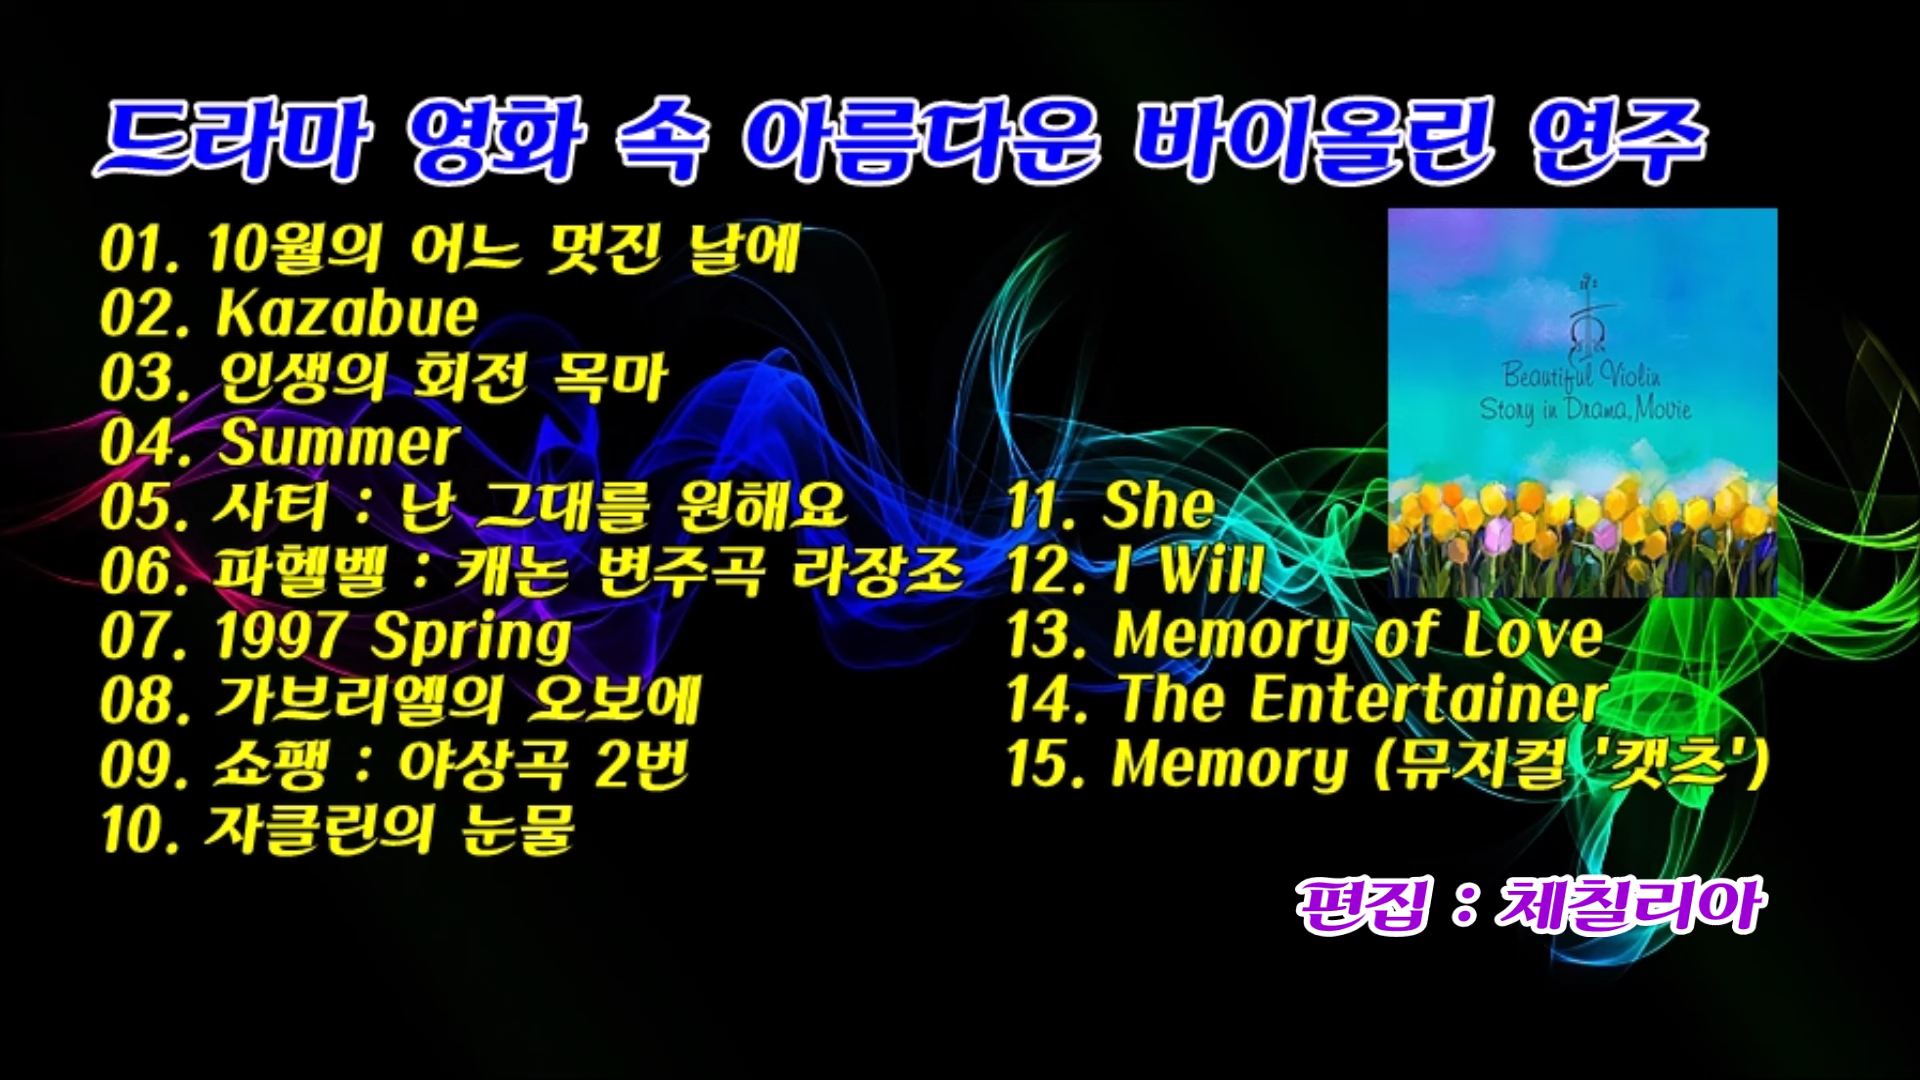 드라마 영화 속 아름다운 바이올린 연주
01. 10월의 어느 멋진 날에
02. Kazabue
03. 인생의 회전 목마
04. Summer
05. 사티 : 난 그대를 원해요
06. 파헬벨 : 캐논 변주곡 라장조
07. 1997 Spring
08. 가브리엘의 오보에
09. 쇼팽 : 야상곡 2번
10. 자클린의 눈물
11. She
12. I Will
13. Memory of Love
14. The Entertainer
15. Memory (뮤지컬 '캣츠')
Beautiful Violin
Story in Drama, Movie
편집 : 체칠리아